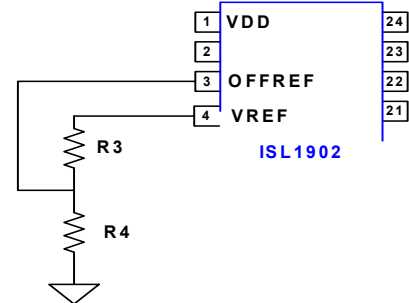 1 VDD 24
2 23
3 OFFREF 22
4 VREF 21
R3 ISL1902
R4